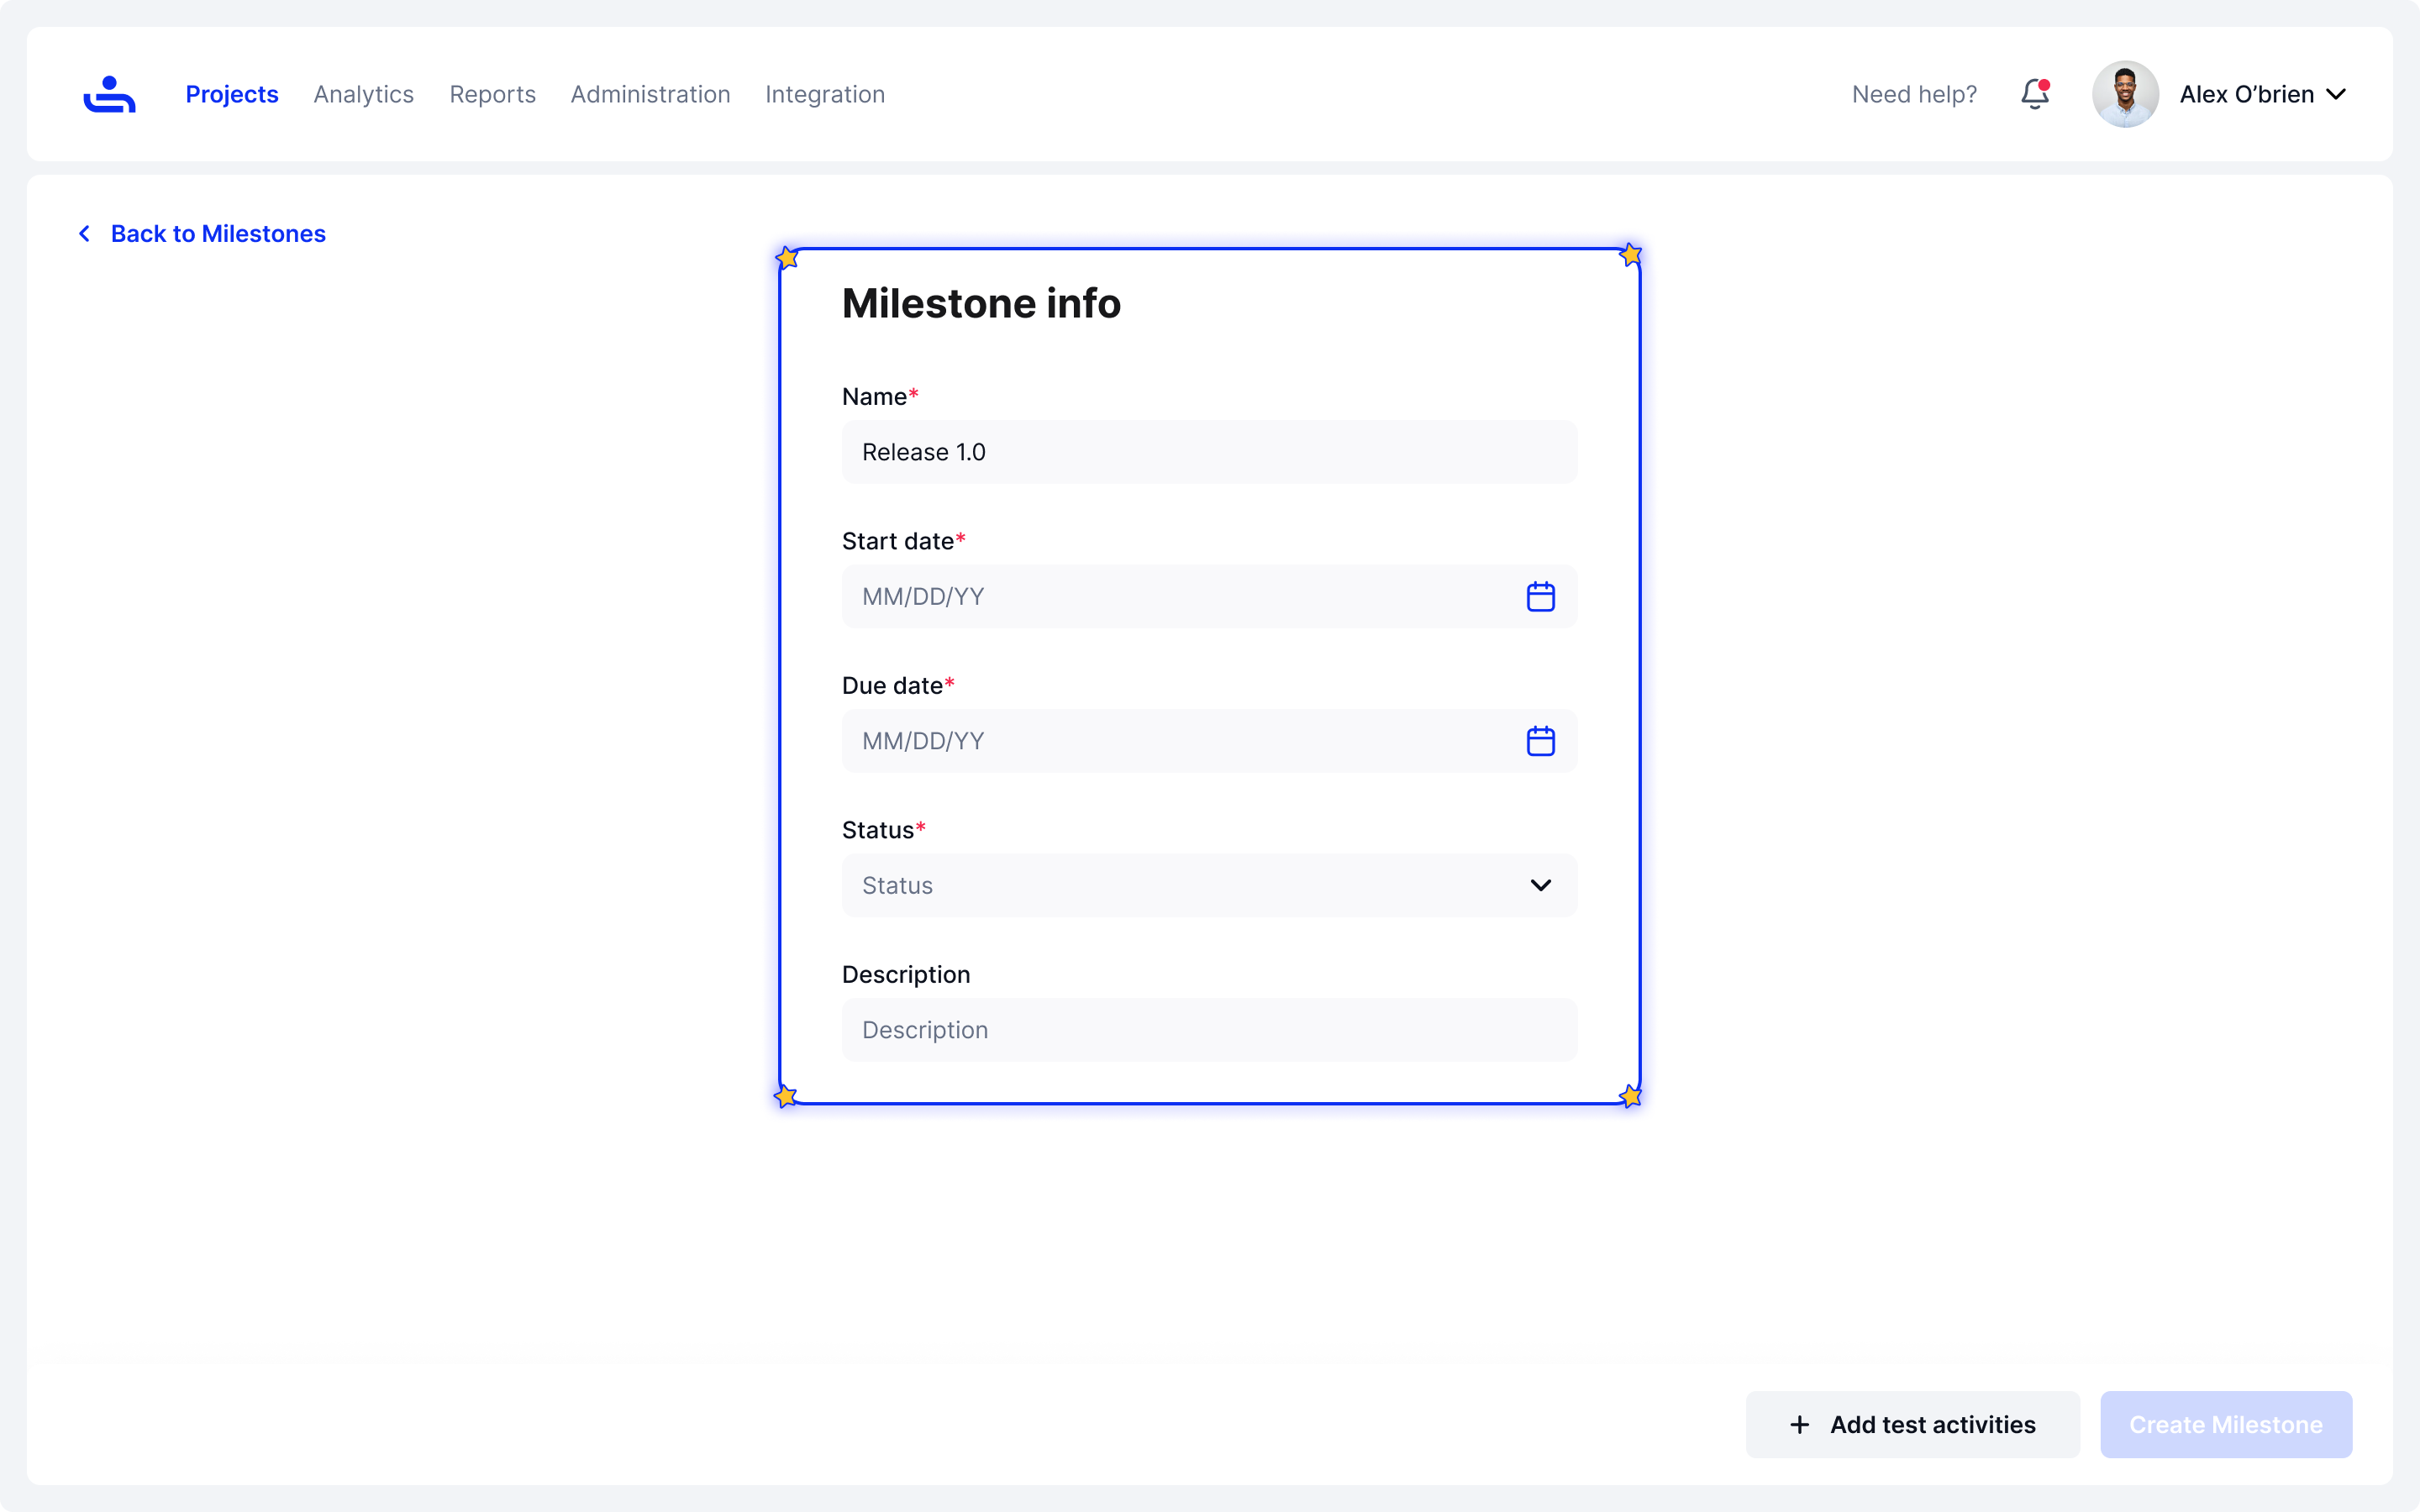 Projects Analytics Reports Administration Integration Need help? Alex O’brien
Back to Milestones
Milestone info
Name*
Release 1.0
Start date*
MM/DD/YY
Due date*
MM/DD/YY
Status*
Status
Description
Description
Add test activities Create Milestone